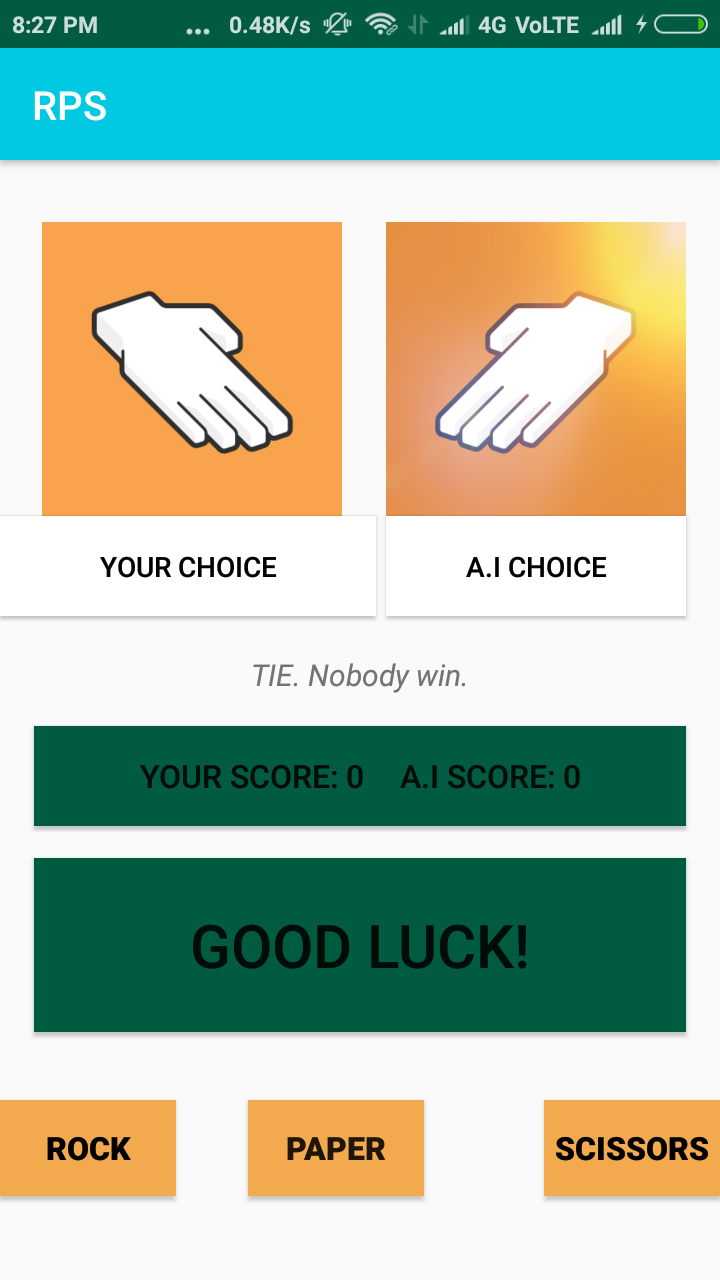 8:27 PM ... 0.48K/s 4G VoLTE
RPS
YOUR CHOICE A.I CHOICE
TIE. Nobody win.
YOUR SCORE: 0 A.I SCORE: 0
GOOD LUCK!
ROCK PAPER SCISSORS